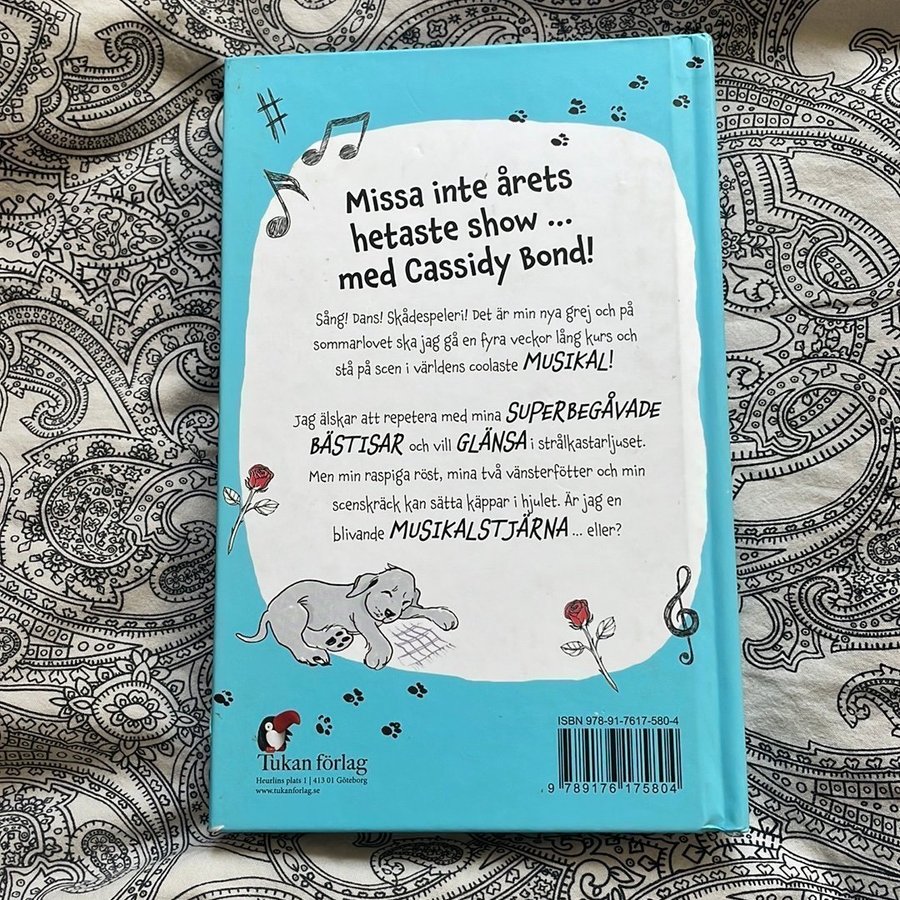 Missa inte årets
hetaste show ...
med Cassidy Bond!
Sång! Dans! Skådespeleri! Det är min nya grej och på
sommarlovet ska jag gå en fyra veckor lång kurs och
stå på scen i världens coolaste MUSIKAL!
Jag älskar att repetera med mina SUPERBEGÅVADE
BÄSTISAR och vill GLÄNSA i strålkastarljuset.
Men min raspiga röst, mina två vänsterfötter och min
scenskräck kan sätta käppar i hjulet. Är jag en
blivande MUSIKALSTJÄRNA ... eller?
Tukan förlag
Heurlins plats 1 | 413 01 Göteborg
www.tukanforlag.se
ISBN 978-91-7617-580-4
9 789176 175804